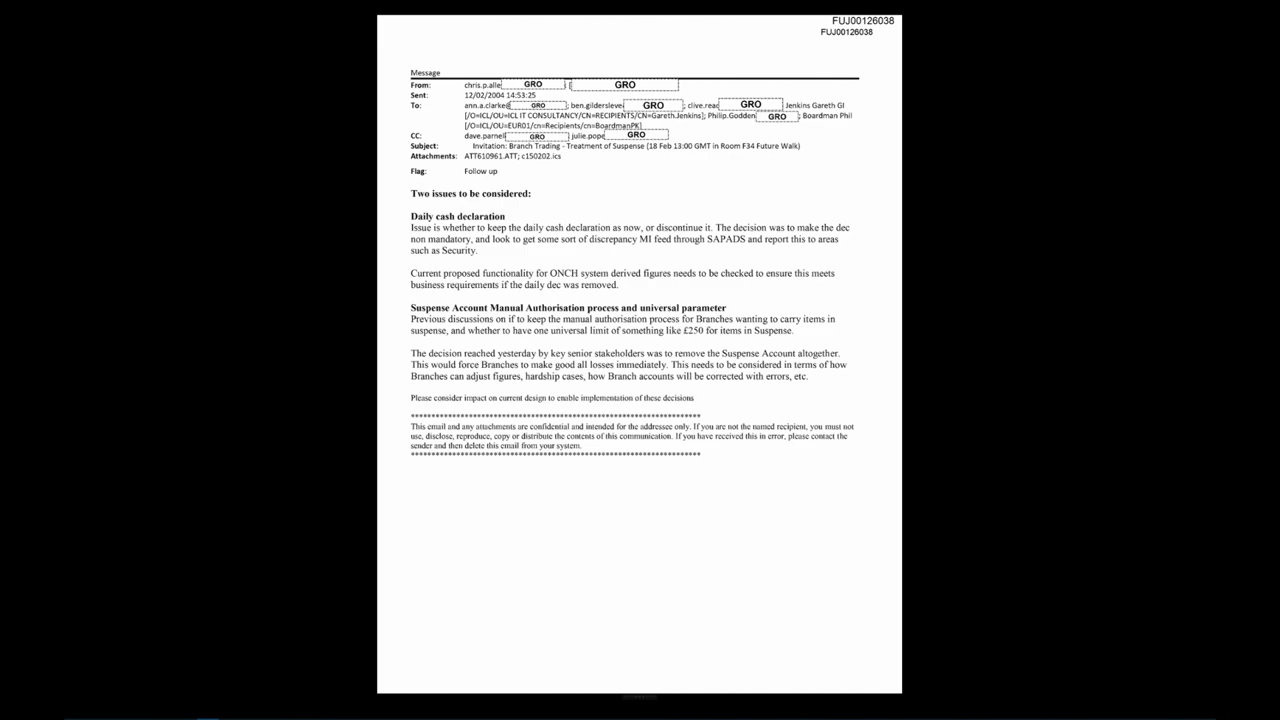 FUJ00126038
FUJ00126038
Message
From: chris.p.alle GRO ; [ GRO
Sent: 12/02/2004 14:53:25
To: ann.a.clarke@ GRO ; ben.gildersleve GRO ; clive.read GRO Jenkins Gareth GI
[/O=ICL/OU=ICL IT CONSULTANCY/CN=RECIPIENTS/CN=Gareth.Jenkins]; Philip.Godden GRO ; Boardman Phil
[/O=ICL/OU=EUR01/cn=Recipients/cn=BoardmanPK]
CC: dave.parnel GRO ; julie.pope GRO
Subject: Invitation: Branch Trading - Treatment of Suspense (18 Feb 13:00 GMT in Room F34 Future Walk)
Attachments: ATT610961.ATT; c150202.ics
Flag: Follow up
Two issues to be considered:
Daily cash declaration
Issue is whether to keep the daily cash declaration as now, or discontinue it. The decision was to make the dec
non mandatory, and look to get some sort of discrepancy MI feed through SAPADS and report this to areas
such as Security.
Current proposed functionality for ONCH system derived figures needs to be checked to ensure this meets
business requirements if the daily dec was removed.
Suspense Account Manual Authorisation process and universal parameter
Previous discussions on if to keep the manual authorisation process for Branches wanting to carry items in
suspense, and whether to have one universal limit of something like £250 for items in Suspense.
The decision reached yesterday by key senior stakeholders was to remove the Suspense Account altogether.
This would force Branches to make good all losses immediately. This needs to be considered in terms of how
Branches can adjust figures, hardship cases, how Branch accounts will be corrected with errors, etc.
Please consider impact on current design to enable implementation of these decisions
**********************************************************************
This email and any attachments are confidential and intended for the addressee only. If you are not the named recipient, you must not
use, disclose, reproduce, copy or distribute the contents of this communication. If you have received this in error, please contact the
sender and then delete this email from your system.
**********************************************************************